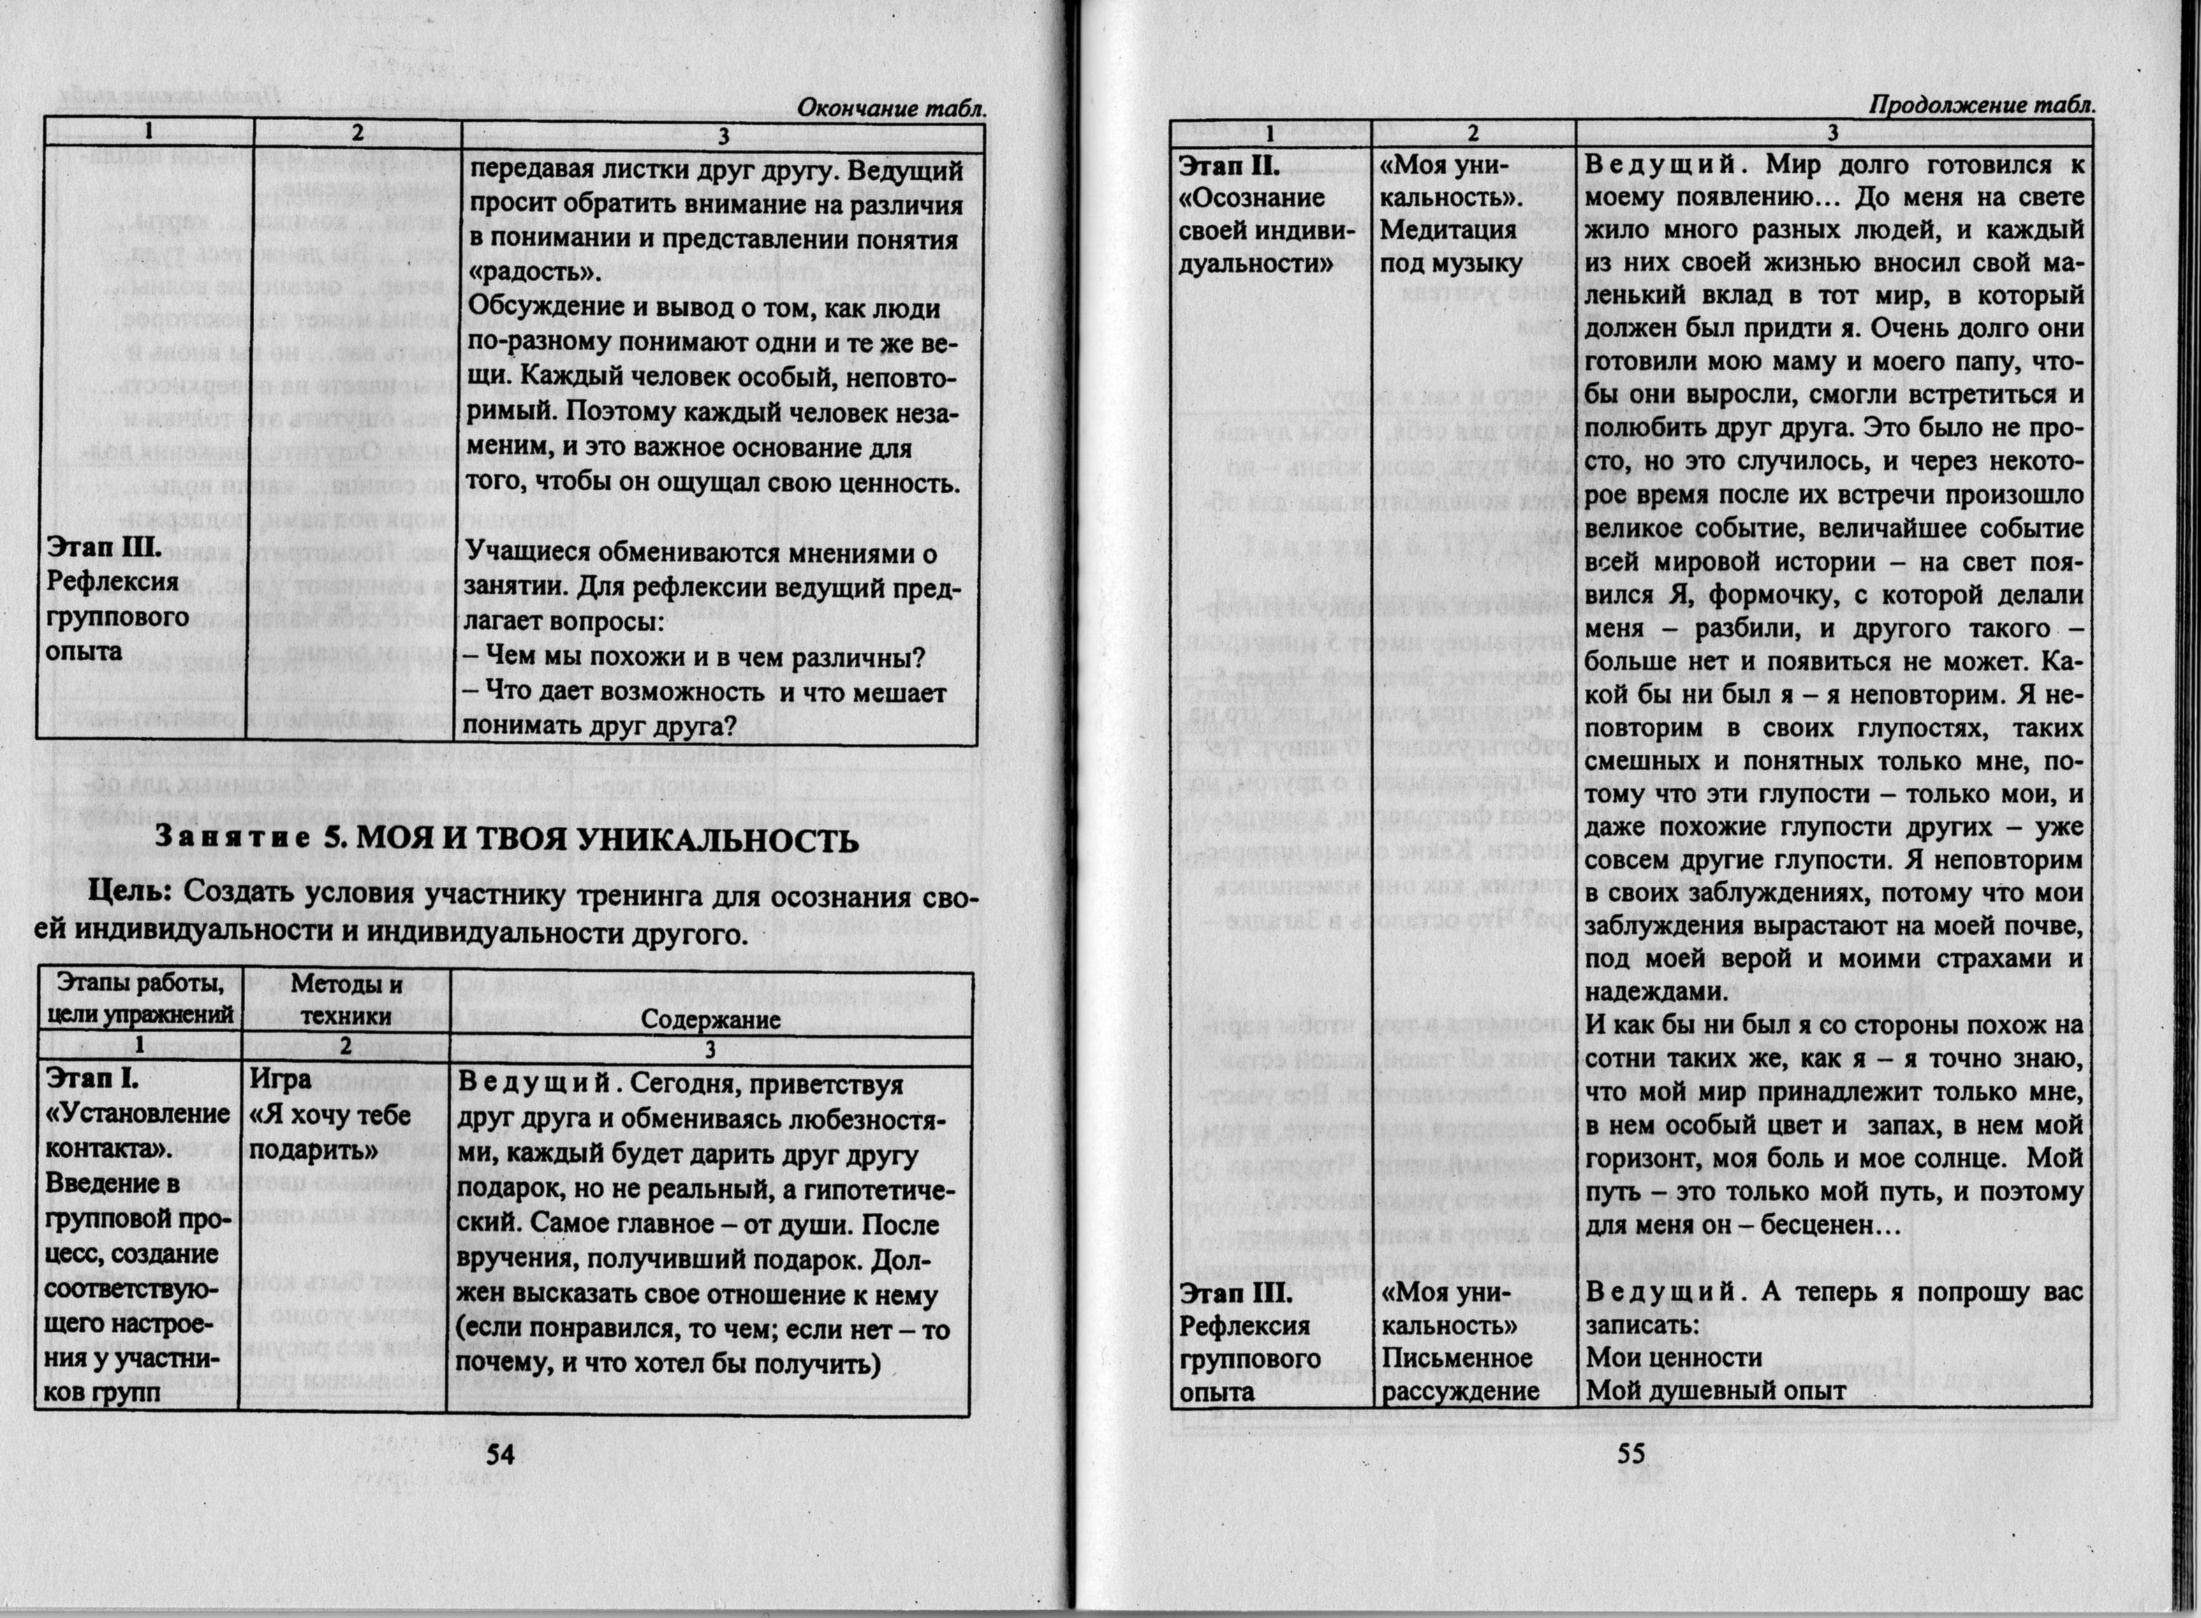 Окончание табл.
1 2 3
передавая листки друг другу. Ведущий
просит обратить внимание на различия
в понимании и представлении понятия
«радость».
Обсуждение и вывод о том, как люди
по-разному понимают одни и те же ве-
щи. Каждый человек особый, неповто-
римый. Поэтому каждый человек неза-
меним, и это важное основание для
того, чтобы он ощущал свою ценность.
Этап III.
Рефлексия
группового
опыта
Учащиеся обмениваются мнениями о
занятии. Для рефлексии ведущий пред-
лагает вопросы:
– Чем мы похожи и в чем различны?
– Что дает возможность и что мешает
понимать друг друга?
Занятие 5. МОЯ И ТВОЯ УНИКАЛЬНОСТЬ
Цель: Создать условия участнику тренинга для осознания сво-
ей индивидуальности и индивидуальности другого.
Этапы работы,
цели упражнений
Методы и
техники
Содержание
1 2 3
Этап I.
«Установление
контакта».
Введение в
групповой про-
цесс, создание
соответствую-
щего настрое-
ния у участни-
ков групп
Игра
«Я хочу тебе
подарить»
Ведущий. Сегодня, приветствуя
друг друга и обмениваясь любезностя-
ми, каждый будет дарить друг другу
подарок, но не реальный, а гипотетиче-
ский. Самое главное – от души. После
вручения, получивший подарок. Дол-
жен высказать свое отношение к нему
(если понравился, то чем; если нет – то
почему, и что хотел бы получить)
54
Продолжение табл.
1 2 3
Этап II.
«Осознание
своей индиви-
дуальности»
«Моя уни-
кальность».
Медитация
под музыку
Ведущий. Мир долго готовился к
моему появлению... До меня на свете
жило много разных людей, и каждый
из них своей жизнью вносил свой ма-
ленький вклад в тот мир, в который
должен был придти я. Очень долго они
готовили мою маму и моего папу, что-
бы они выросли, смогли встретиться и
полюбить друг друга. Это было не про-
сто, но это случилось, и через некото-
рое время после их встречи произошло
великое событие, величайшее событие
всей мировой истории – на свет поя-
вился Я, формочку, с которой делали
меня – разбили, и другого такого –
больше нет и появиться не может. Ка-
кой бы ни был я – я неповторим. Я не-
повторим в своих глупостях, таких
смешных и понятных только мне, по-
тому что эти глупости – только мои, и
даже похожие глупости других – уже
совсем другие глупости. Я неповторим
в своих заблуждениях, потому что мои
заблуждения вырастают на моей почве,
под моей верой и моими страхами и
надеждами.
И как бы ни был я со стороны похож на
сотни таких же, как я – я точно знаю,
что мой мир принадлежит только мне,
в нем особый цвет и запах, в нем мой
горизонт, моя боль и мое солнце. Мой
путь – это только мой путь, и поэтому
для меня он – бесценен...
Этап III.
Рефлексия
группового
опыта
«Моя уни-
кальность»
Письменное
рассуждение
Ведущий. А теперь я попрошу вас
записать:
Мои ценности
Мой душевный опыт
55